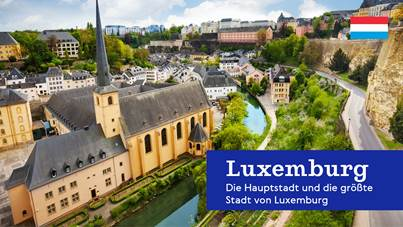 Luxemburg
Die Hauptstadt und die größte
Stadt von Luxemburg